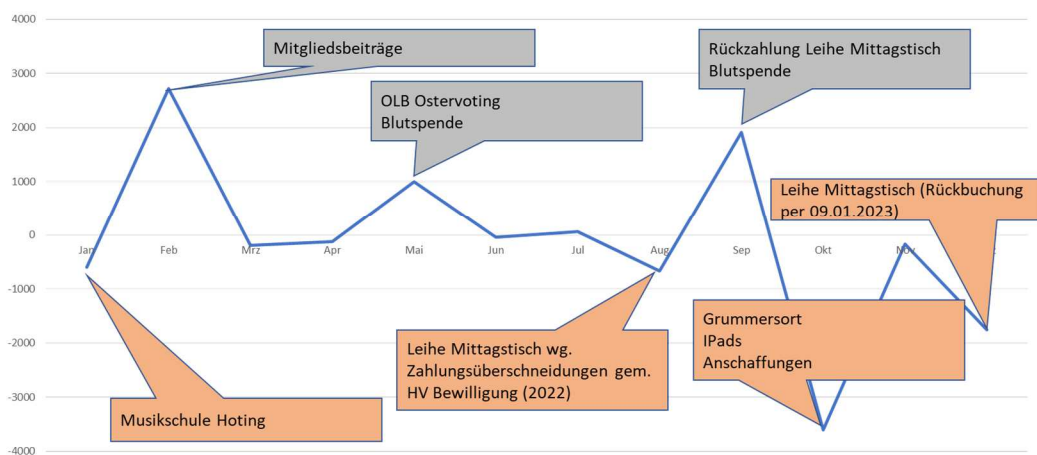 4000
3000
2000
1000
0
-1000
-2000
-3000
-4000
Jan
Feb
Mrz
Apr
Mai
Jun
Jul
Aug
Sep
Okt
Nov
Mitgliedsbeiträge
OLB Ostervoting
Blutspende
Rückzahlung Leihe Mittagstisch
Blutspende
Leihe Mittagstisch (Rückbuchung
per 09.01.2023)
Musikschule Hoting
Leihe Mittagstisch wg.
Zahlungsüberschneidungen gem.
HV Bewilligung (2022)
Grummersort
IPads
Anschaffungen